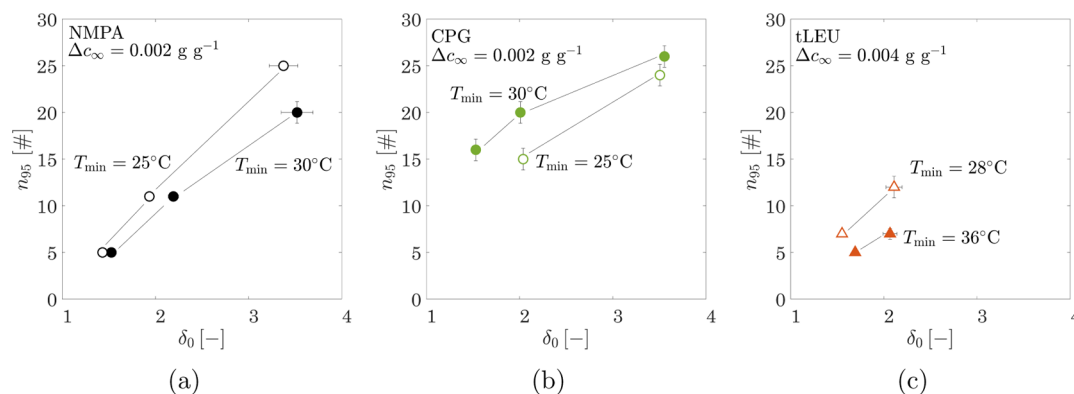 NMPA
Δc∞ = 0.002 g g⁻¹
30
25
20
15
10
5
0
n₉₅ [#]
Tmin = 25°C
Tmin = 30°C
1
2
3
4
δ₀ [−]
(a)
CPG
Δc∞ = 0.002 g g⁻¹
30
25
20
15
10
5
0
n₉₅ [#]
Tmin = 30°C
Tmin = 25°C
1
2
3
4
δ₀ [−]
(b)
tLEU
Δc∞ = 0.004 g g⁻¹
30
25
20
15
10
5
0
n₉₅ [#]
Tmin = 28°C
Tmin = 36°C
1
2
3
4
δ₀ [−]
(c)